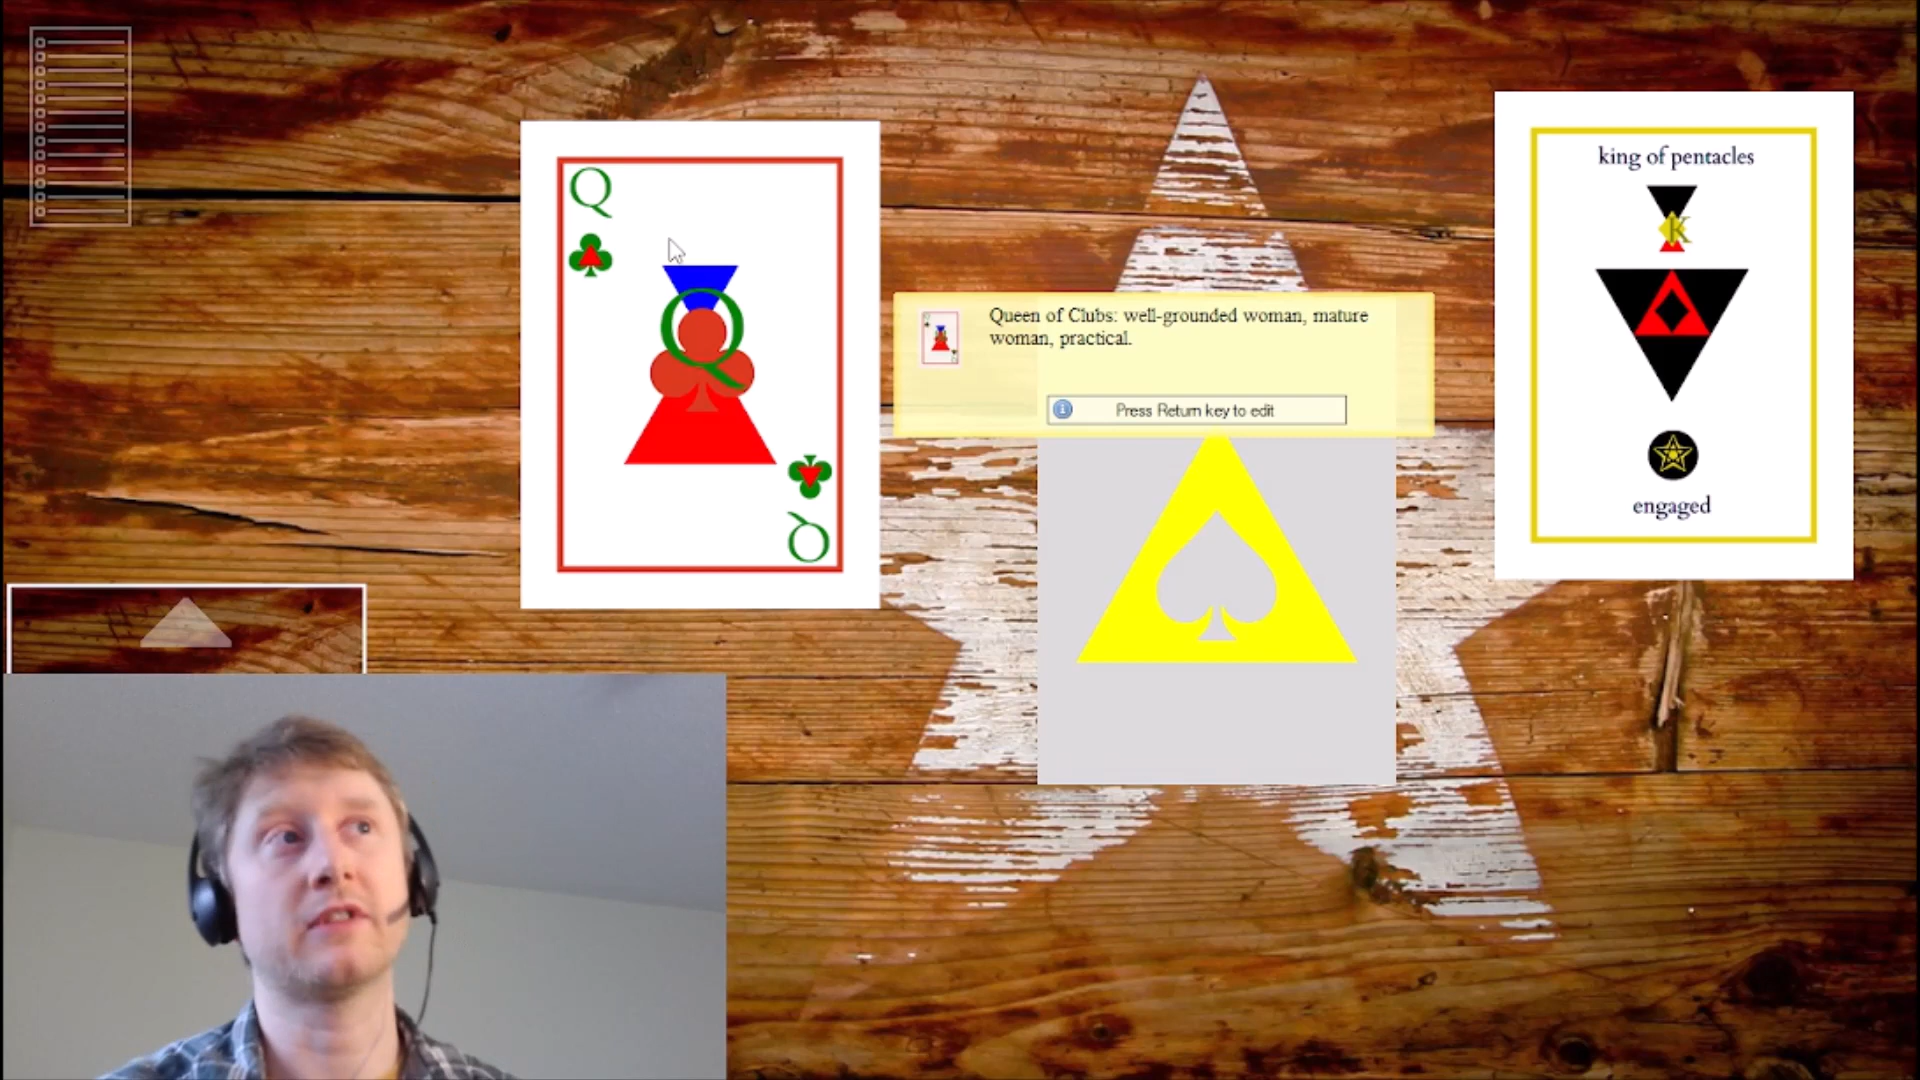 Q
Q
Q
Queen of Clubs: well-grounded woman, mature
woman, practical.
Press Return key to edit
king of pentacles
K
engaged